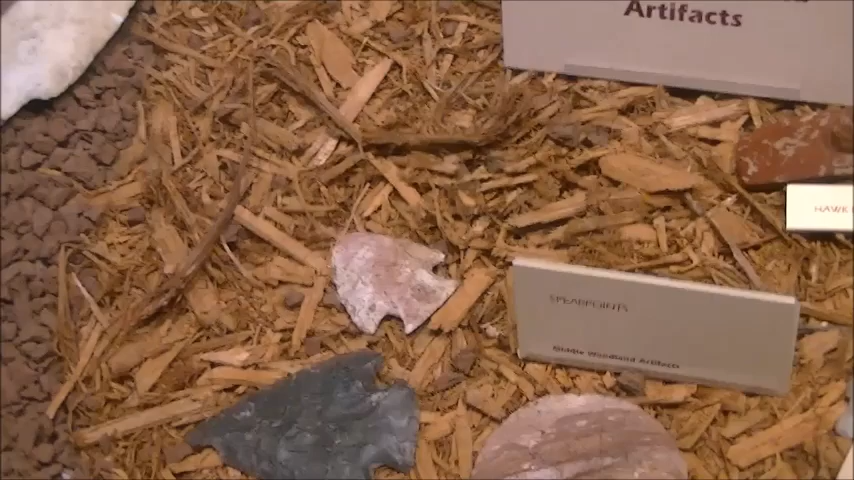 Artifacts
HAWK
SPEARPOINTS
Middle Woodland Artifacts